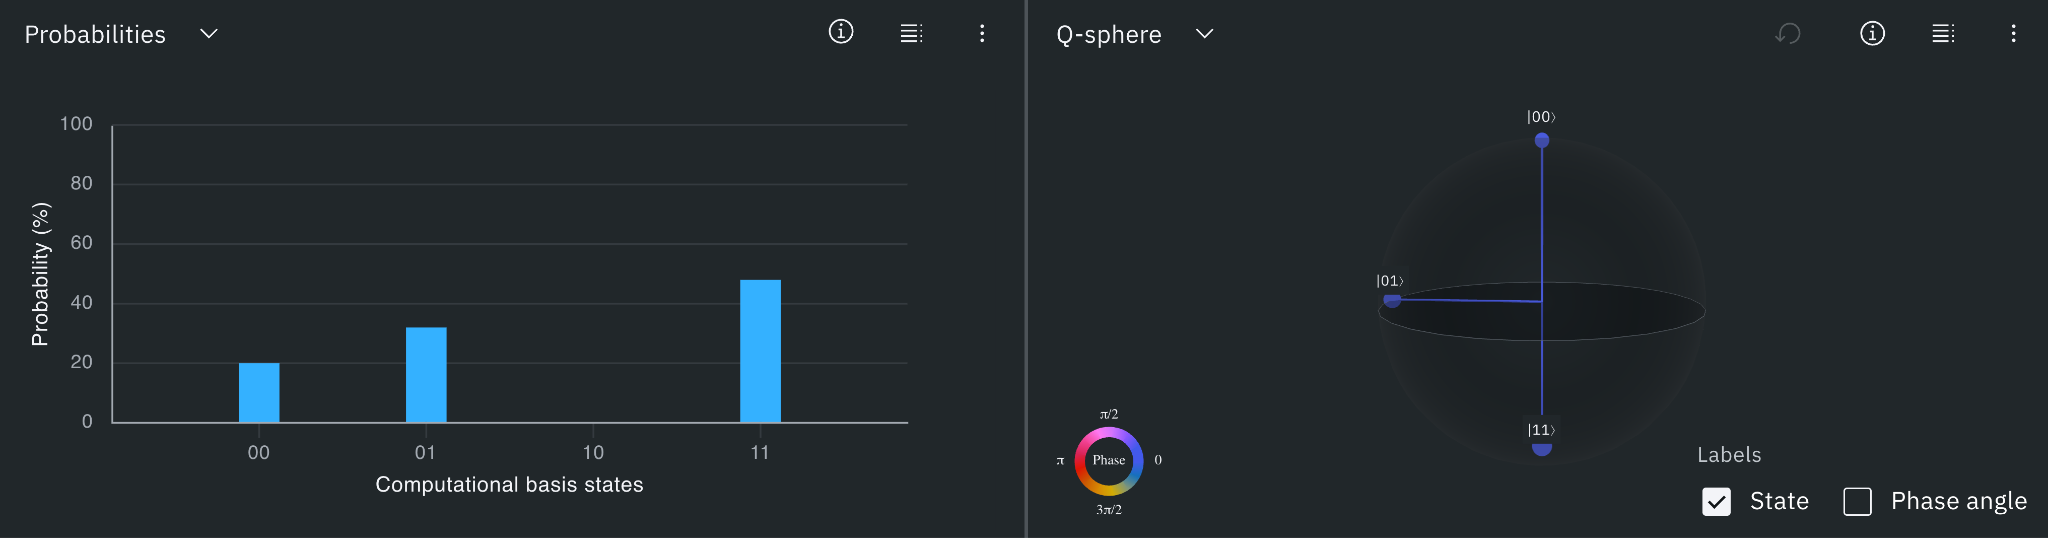 Probabilities
Probability (%)
100
80
60
40
20
0
00 01 10 11
Computational basis states
Q-sphere
|00⟩
|01⟩
|11⟩
π/2
π Phase 0
3π/2
Labels
State Phase angle